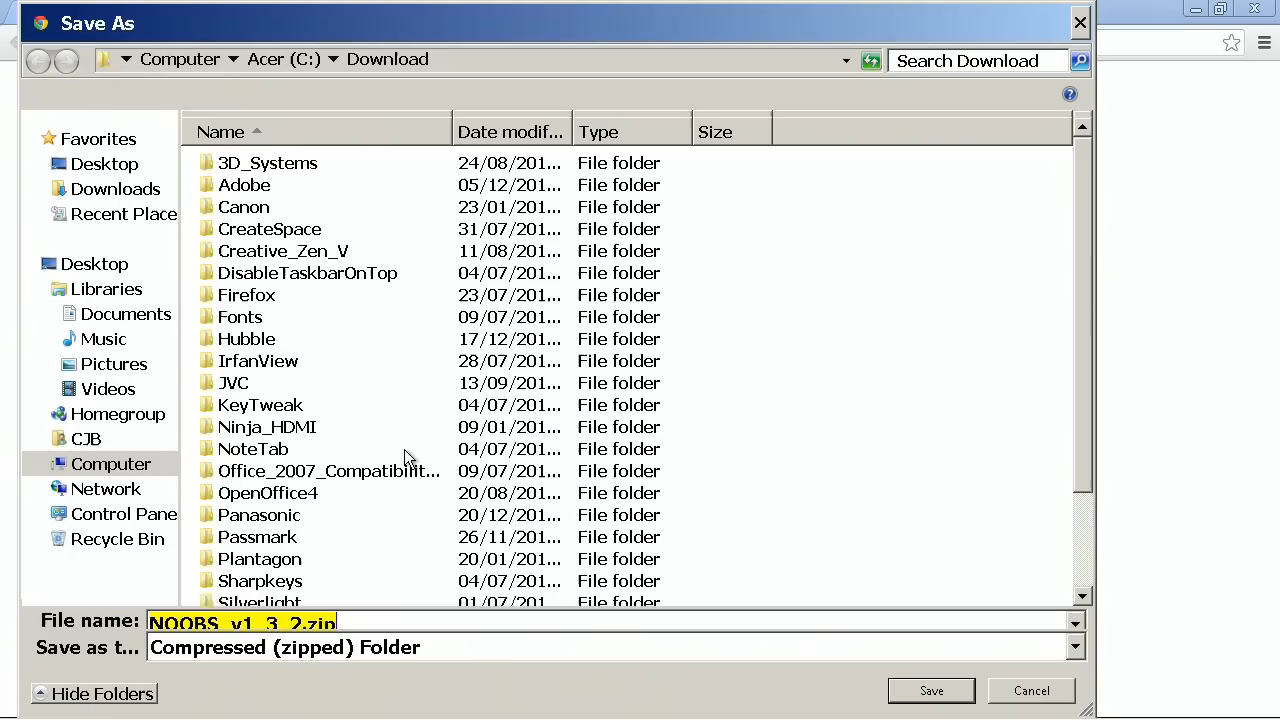 Save As
Computer Acer (C:) Download
Search Download
Name Date modif... Type Size
Favorites
Desktop
Downloads
Recent Place
Desktop
Libraries
Documents
Music
Pictures
Videos
Homegroup
CJB
Computer
Network
Control Pane
Recycle Bin
3D_Systems 24/08/201... File folder
Adobe 05/12/201... File folder
Canon 23/01/201... File folder
CreateSpace 31/07/201... File folder
Creative_Zen_V 11/08/201... File folder
DisableTaskbarOnTop 04/07/201... File folder
Firefox 23/07/201... File folder
Fonts 09/07/201... File folder
Hubble 17/12/201... File folder
IrfanView 28/07/201... File folder
JVC 13/09/201... File folder
KeyTweak 04/07/201... File folder
Ninja_HDMI 09/01/201... File folder
NoteTab 04/07/201... File folder
Office_2007_Compatibilit... 09/07/201... File folder
OpenOffice4 20/08/201... File folder
Panasonic 20/12/201... File folder
Passmark 26/11/201... File folder
Plantagon 20/01/201... File folder
Sharpkeys 04/07/201... File folder
Silverlight 01/07/201... File folder
File name: NOOBS_v1_3_2.zip
Save as t... Compressed (zipped) Folder
Hide Folders
Save Cancel